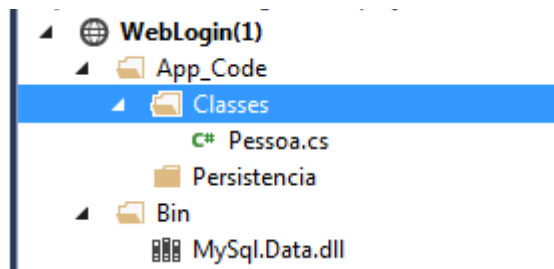 WebLogin(1)
App_Code
Classes
C# Pessoa.cs
Persistencia
Bin
MySql.Data.dll